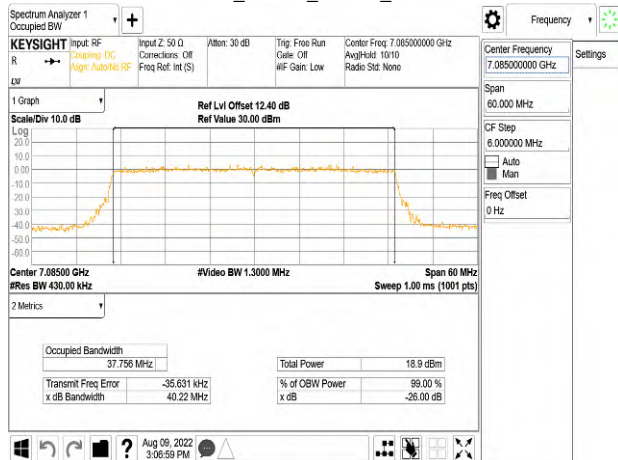 Spectrum Analyzer 1
Occupied BW
+
Frequency
KEYSIGHT
R
Input: RF
Coupling: DC
Align: Auto/No RF
Input Z: 50 Ω
Corrections: Off
Freq Ref: Int (S)
Atten: 30 dB
Trig: Free Run
Gate: Off
#IF Gain: Low
Center Freq: 7.085000000 GHz
Avg|Hold: 10/10
Radio Std: None
Center Frequency
7.085000000 GHz
Settings
Span
60.000 MHz
CF Step
6.000000 MHz
Auto
Man
Freq Offset
0 Hz
1 Graph
Scale/Div 10.0 dB
Ref Lvl Offset 12.40 dB
Ref Value 30.00 dBm
Log
20.0
10.0
0.00
-10.0
-20.0
-30.0
-40.0
-50.0
-60.0
Center 7.08500 GHz
#Video BW 1.3000 MHz
Span 60 MHz
#Res BW 430.00 kHz
Sweep 1.00 ms (1001 pts)
2 Metrics
Occupied Bandwidth
37.756 MHz
Total Power 18.9 dBm
Transmit Freq Error -35.631 kHz
% of OBW Power 99.00 %
x dB Bandwidth 40.22 MHz
x dB -26.00 dB
?
Aug 09, 2022
3:06:59 PM